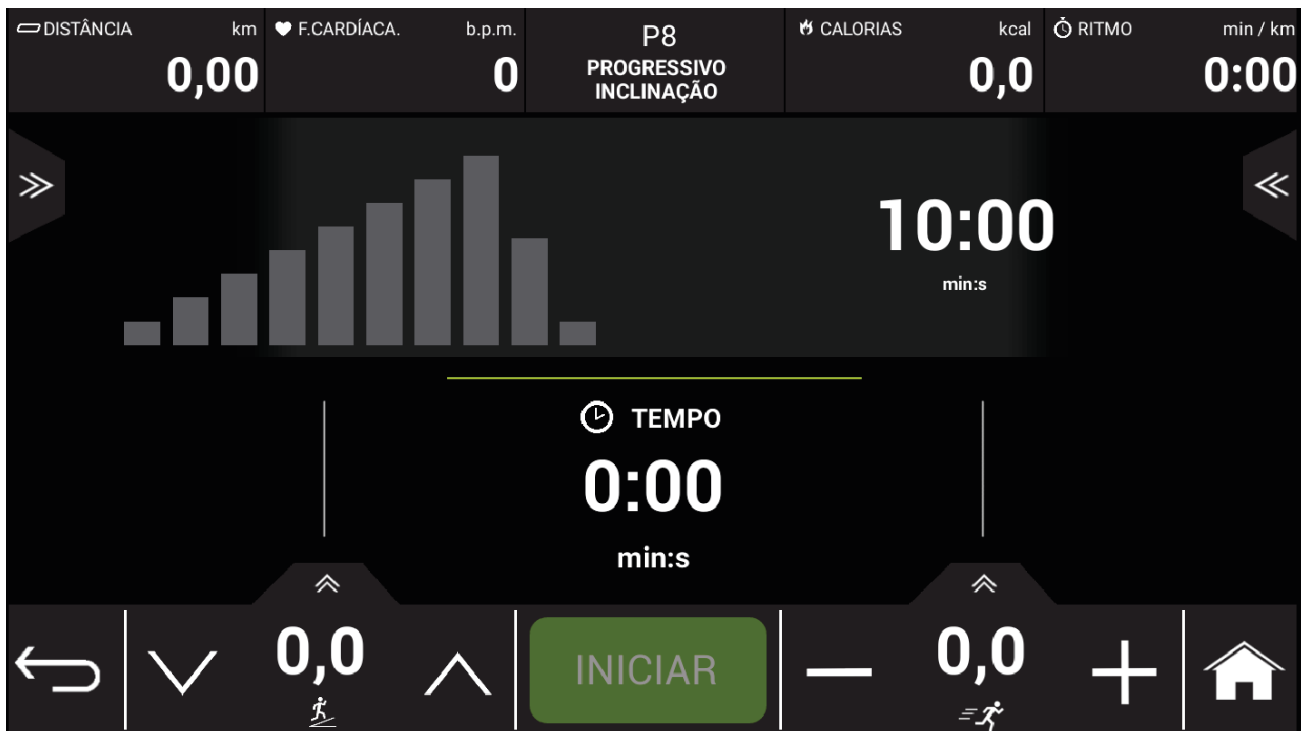 DISTÂNCIA km
0,00
F.CARDÍACA. b.p.m.
0
P8
PROGRESSIVO
INCLINAÇÃO
CALORIAS kcal
0,0
RITMO min / km
0:00
10:00
min:s
TEMPO
0:00
min:s
0,0
INICIAR
0,0